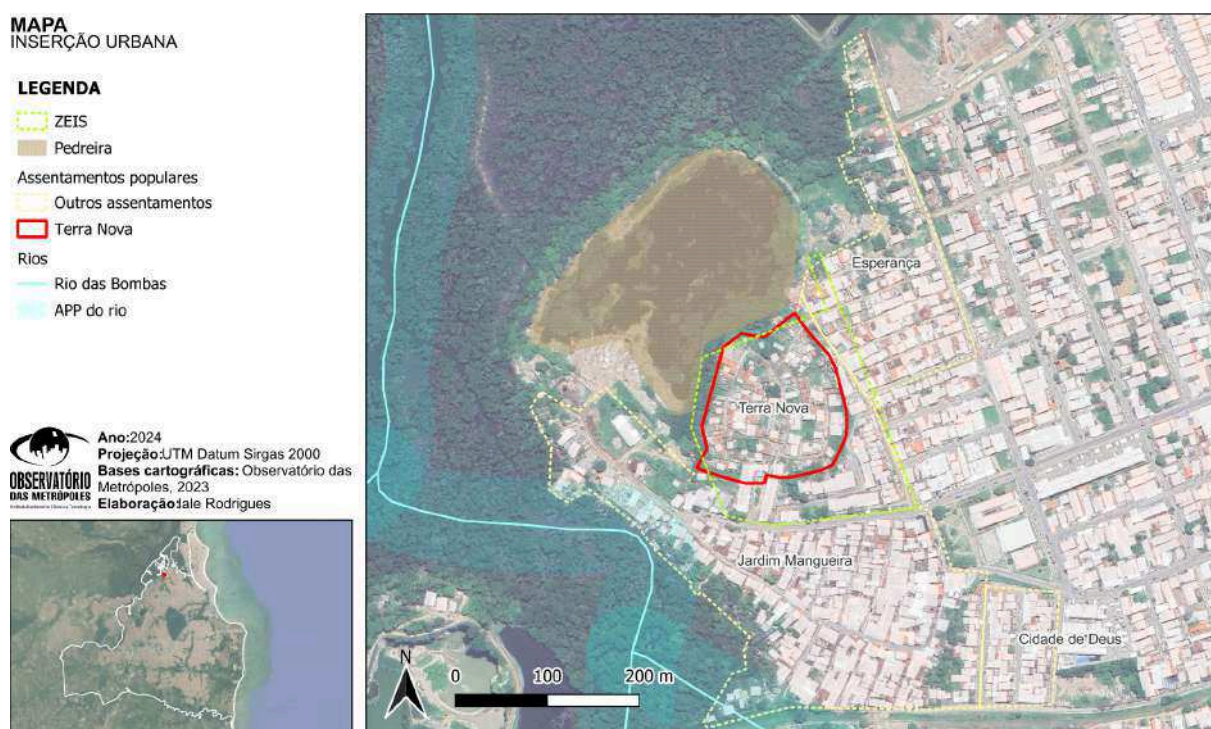 MAPA
INSERÇÃO URBANA
LEGENDA
ZEIS
Pedreira
Assentamentos populares
Outros assentamentos
Terra Nova
Rios
Rio das Bombas
APP do rio
OBSERVATÓRIO
DAS METRÓPOLES
Ano:2024
Projeção:UTM Datum Sirgas 2000
Bases cartográficas: Observatório das
Metrópoles, 2023
Elaboração:Iale Rodrigues
Esperança
Terra Nova
Jardim Mangueira
Cidade de Deus
N
0 100 200 m